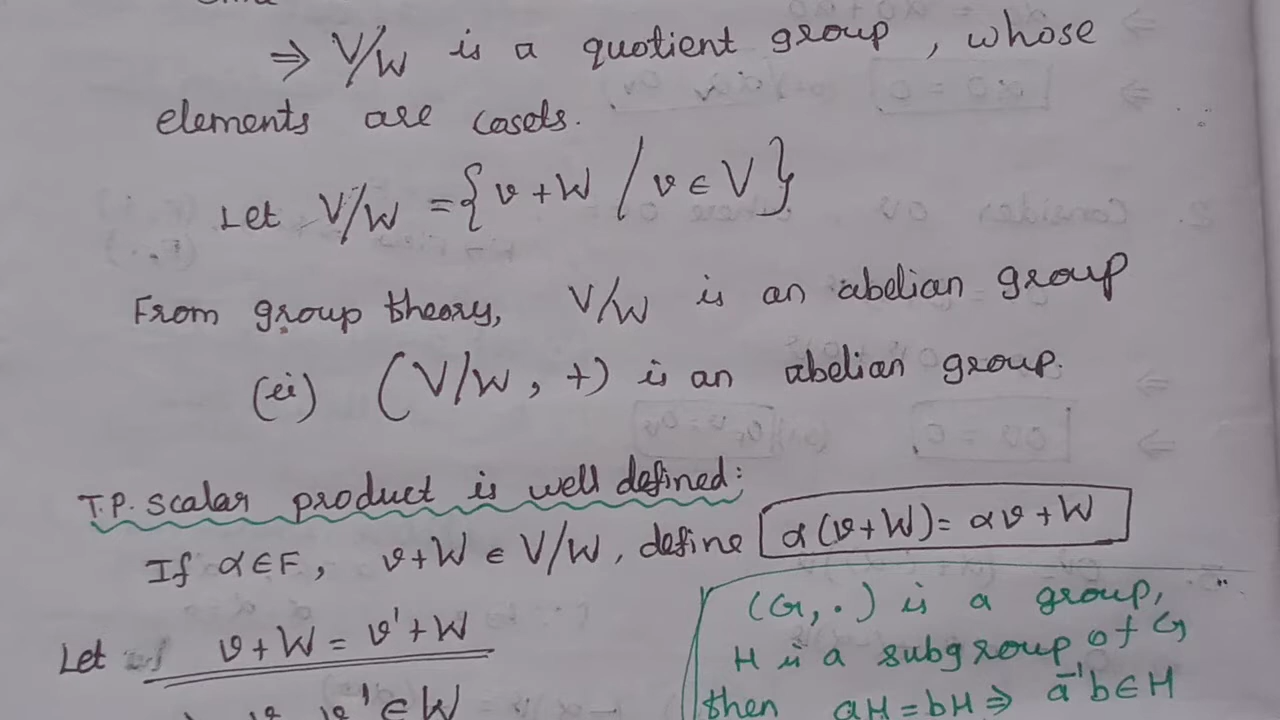 ⇒ V/W is a quotient group, whose
elements are cosets.
Let V/W = {v+W / v ∈ V}
From group theory, V/W is an abelian group
(ii) (V/W, +) is an abelian group.
T.P. scalar product is well defined:
If α∈F, v+W ∈ V/W, define α(v+W) = αv+W
Let v+W = v'+W
(G, .) is a group,
H is a subgroup of G
then aH = bH ⇒ a⁻¹b∈H
∈W